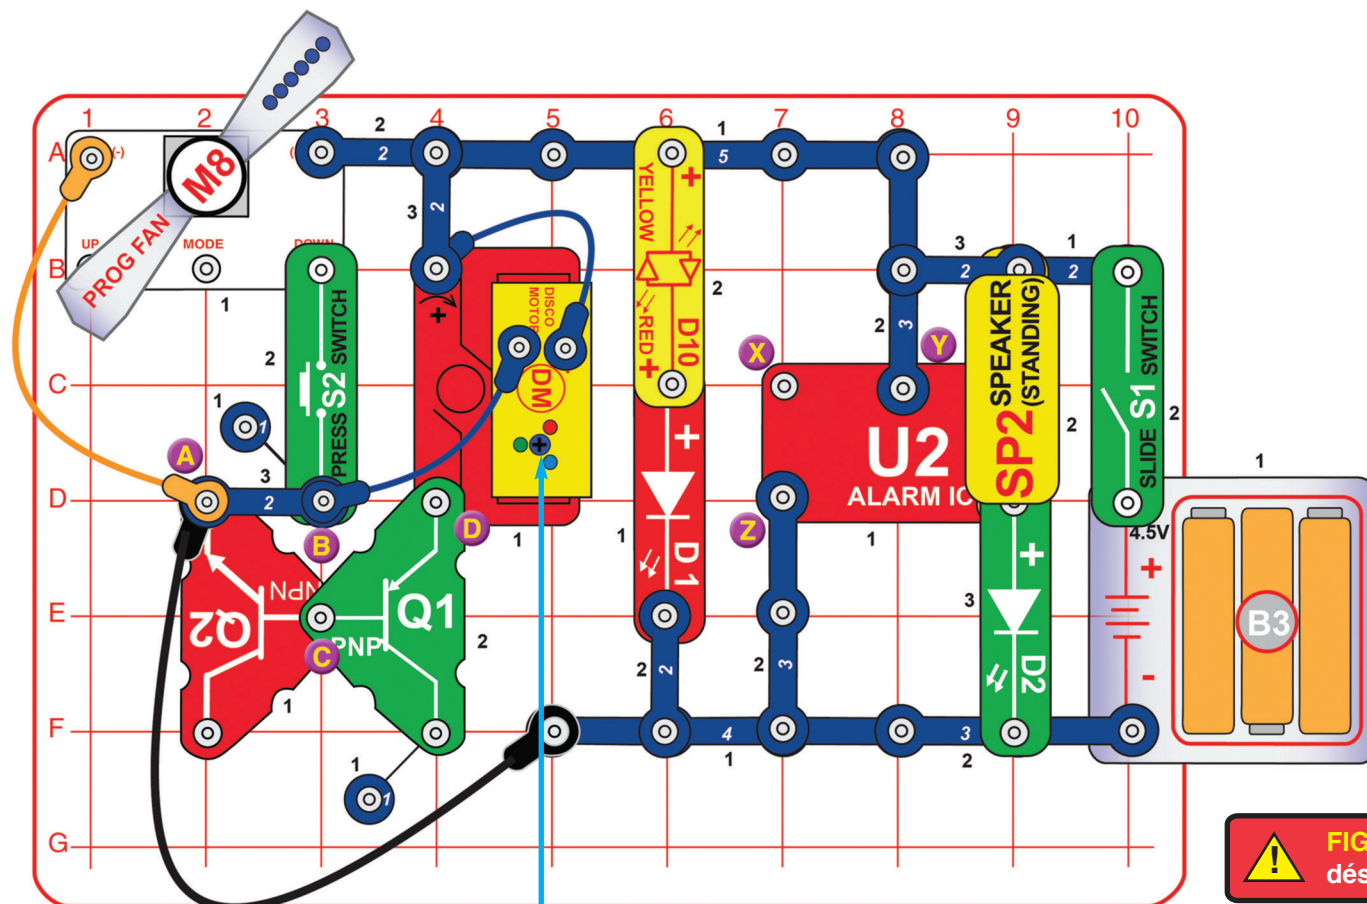 1 2 3 4 5 6 7 8 9 10
A
B
C
D
E
F
G
(-)
M8
PROG FAN
UP
MODE
DOWN
1
2
2
3
2
1
5
YELLOW
RED
D10
+
+
2
3
2
1
2
2
3
PRESS SWITCH
S2
2
1
1
3
2
+
DISCO
MOTOR
DM
+
1
A
B
C
D
X
Y
Z
U2
ALARM IC
1
SP2
SPEAKER
(STANDING)
2
SLIDE SWITCH
S1
2
1
4.5V
+
-
B3
+
D1
1
+
D2
3
Q2
NPN
1
Q1
PNP
2
2
2
2
3
4
1
3
2
1
1
!
FIG
dés